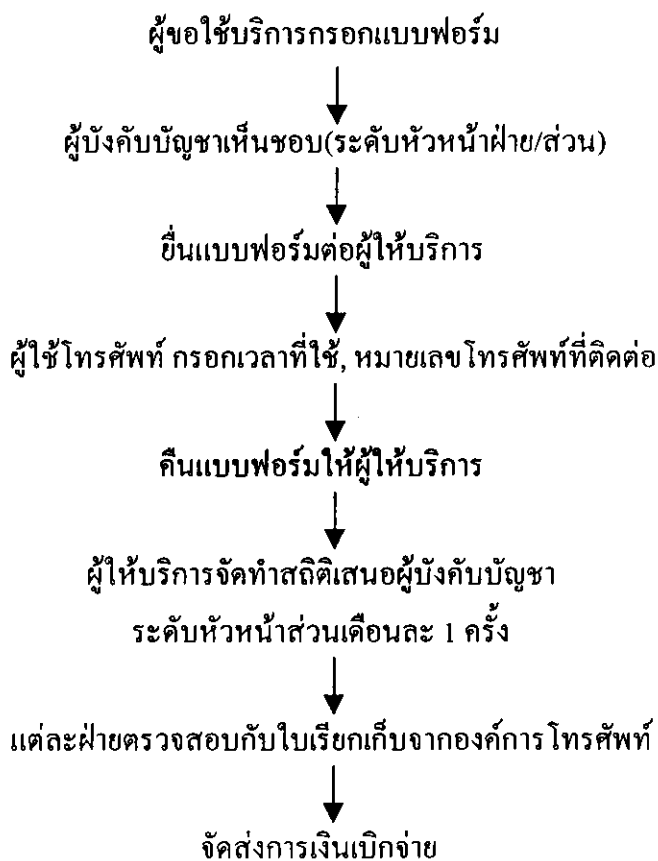 ผู้ขอใช้บริการกรอกแบบฟอร์ม
ผู้บังคับบัญชาเห็นชอบ(ระดับหัวหน้าฝ่าย/ส่วน)
ยื่นแบบฟอร์มต่อผู้ให้บริการ
ผู้ใช้โทรศัพท์ กรอกเวลาที่ใช้, หมายเลขโทรศัพท์ที่ติดต่อ
คืนแบบฟอร์มให้ผู้ให้บริการ
ผู้ให้บริการจัดทำสถิติเสนอผู้บังคับบัญชา
ระดับหัวหน้าส่วนเดือนละ 1 ครั้ง
แต่ละฝ่ายตรวจสอบกับใบเรียกเก็บจากองค์การโทรศัพท์
จัดส่งการเงินเบิกจ่าย